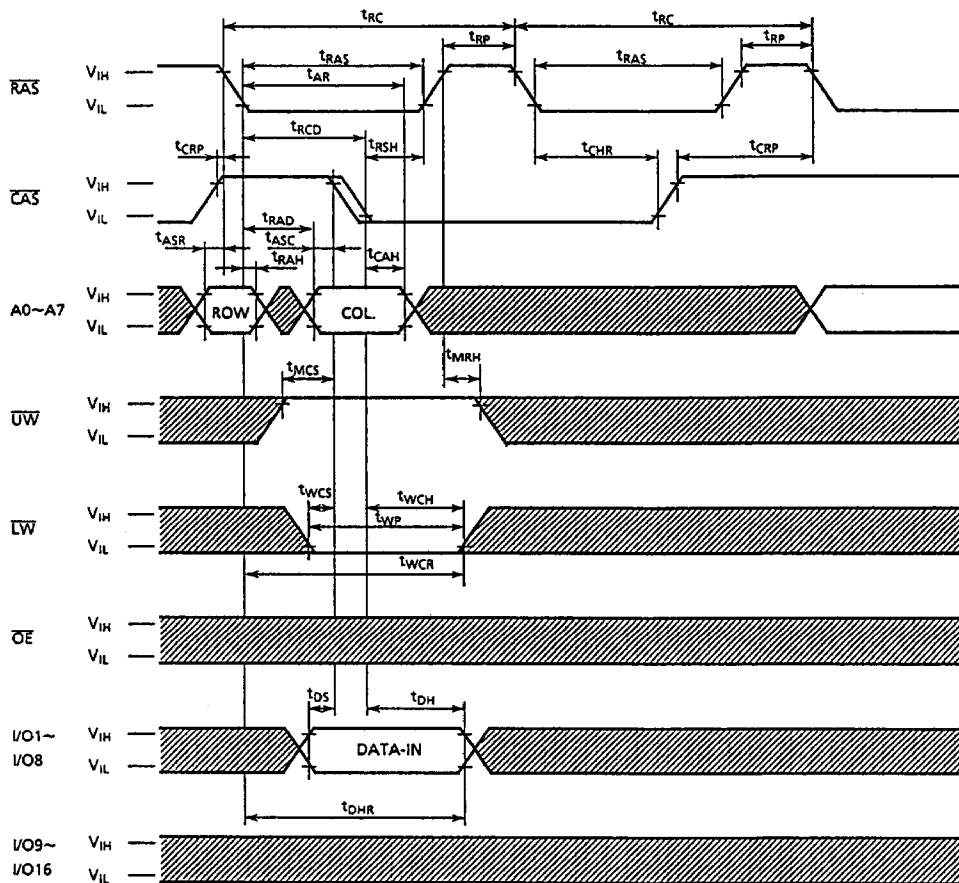 tRC tRC
tRP tRP
tRAS tRAS
RAS VIH
tAR
VIL
tRCD
tCRP tRSH tCHR tCRP
CAS VIH
VIL
tRAD
tASR tASC
tRAH tCAH
A0~A7 VIH
ROW COL.
VIL
tMCS tMRH
UW VIH
VIL
tWCS tWCH
tWP
LW VIH
VIL
tWCR
OE VIH
VIL
tDS tDH
I/O1~ VIH
DATA-IN
I/O8 VIL
tDHR
I/O9~ VIH
I/O16 VIL